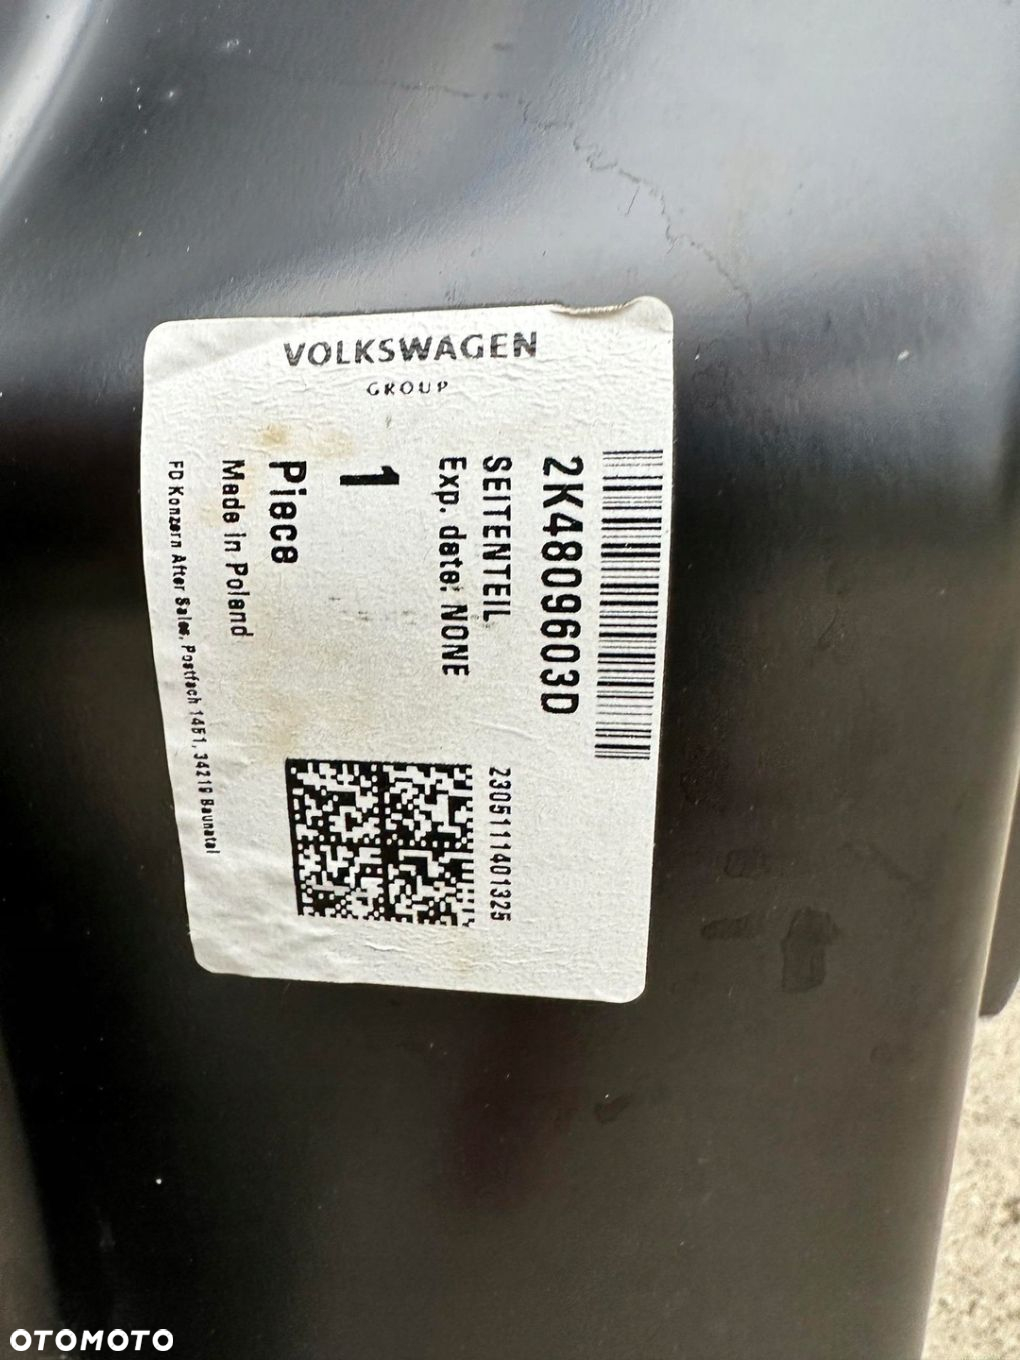 VOLKSWAGEN
GROUP
2K4809603D
SEITENTEIL
Exp. date: NONE
1
Piece
Made in Poland
FD Konzern After Sales, Postfach 1451, 34219 Baunatal
2305111401325
OTOMOTO